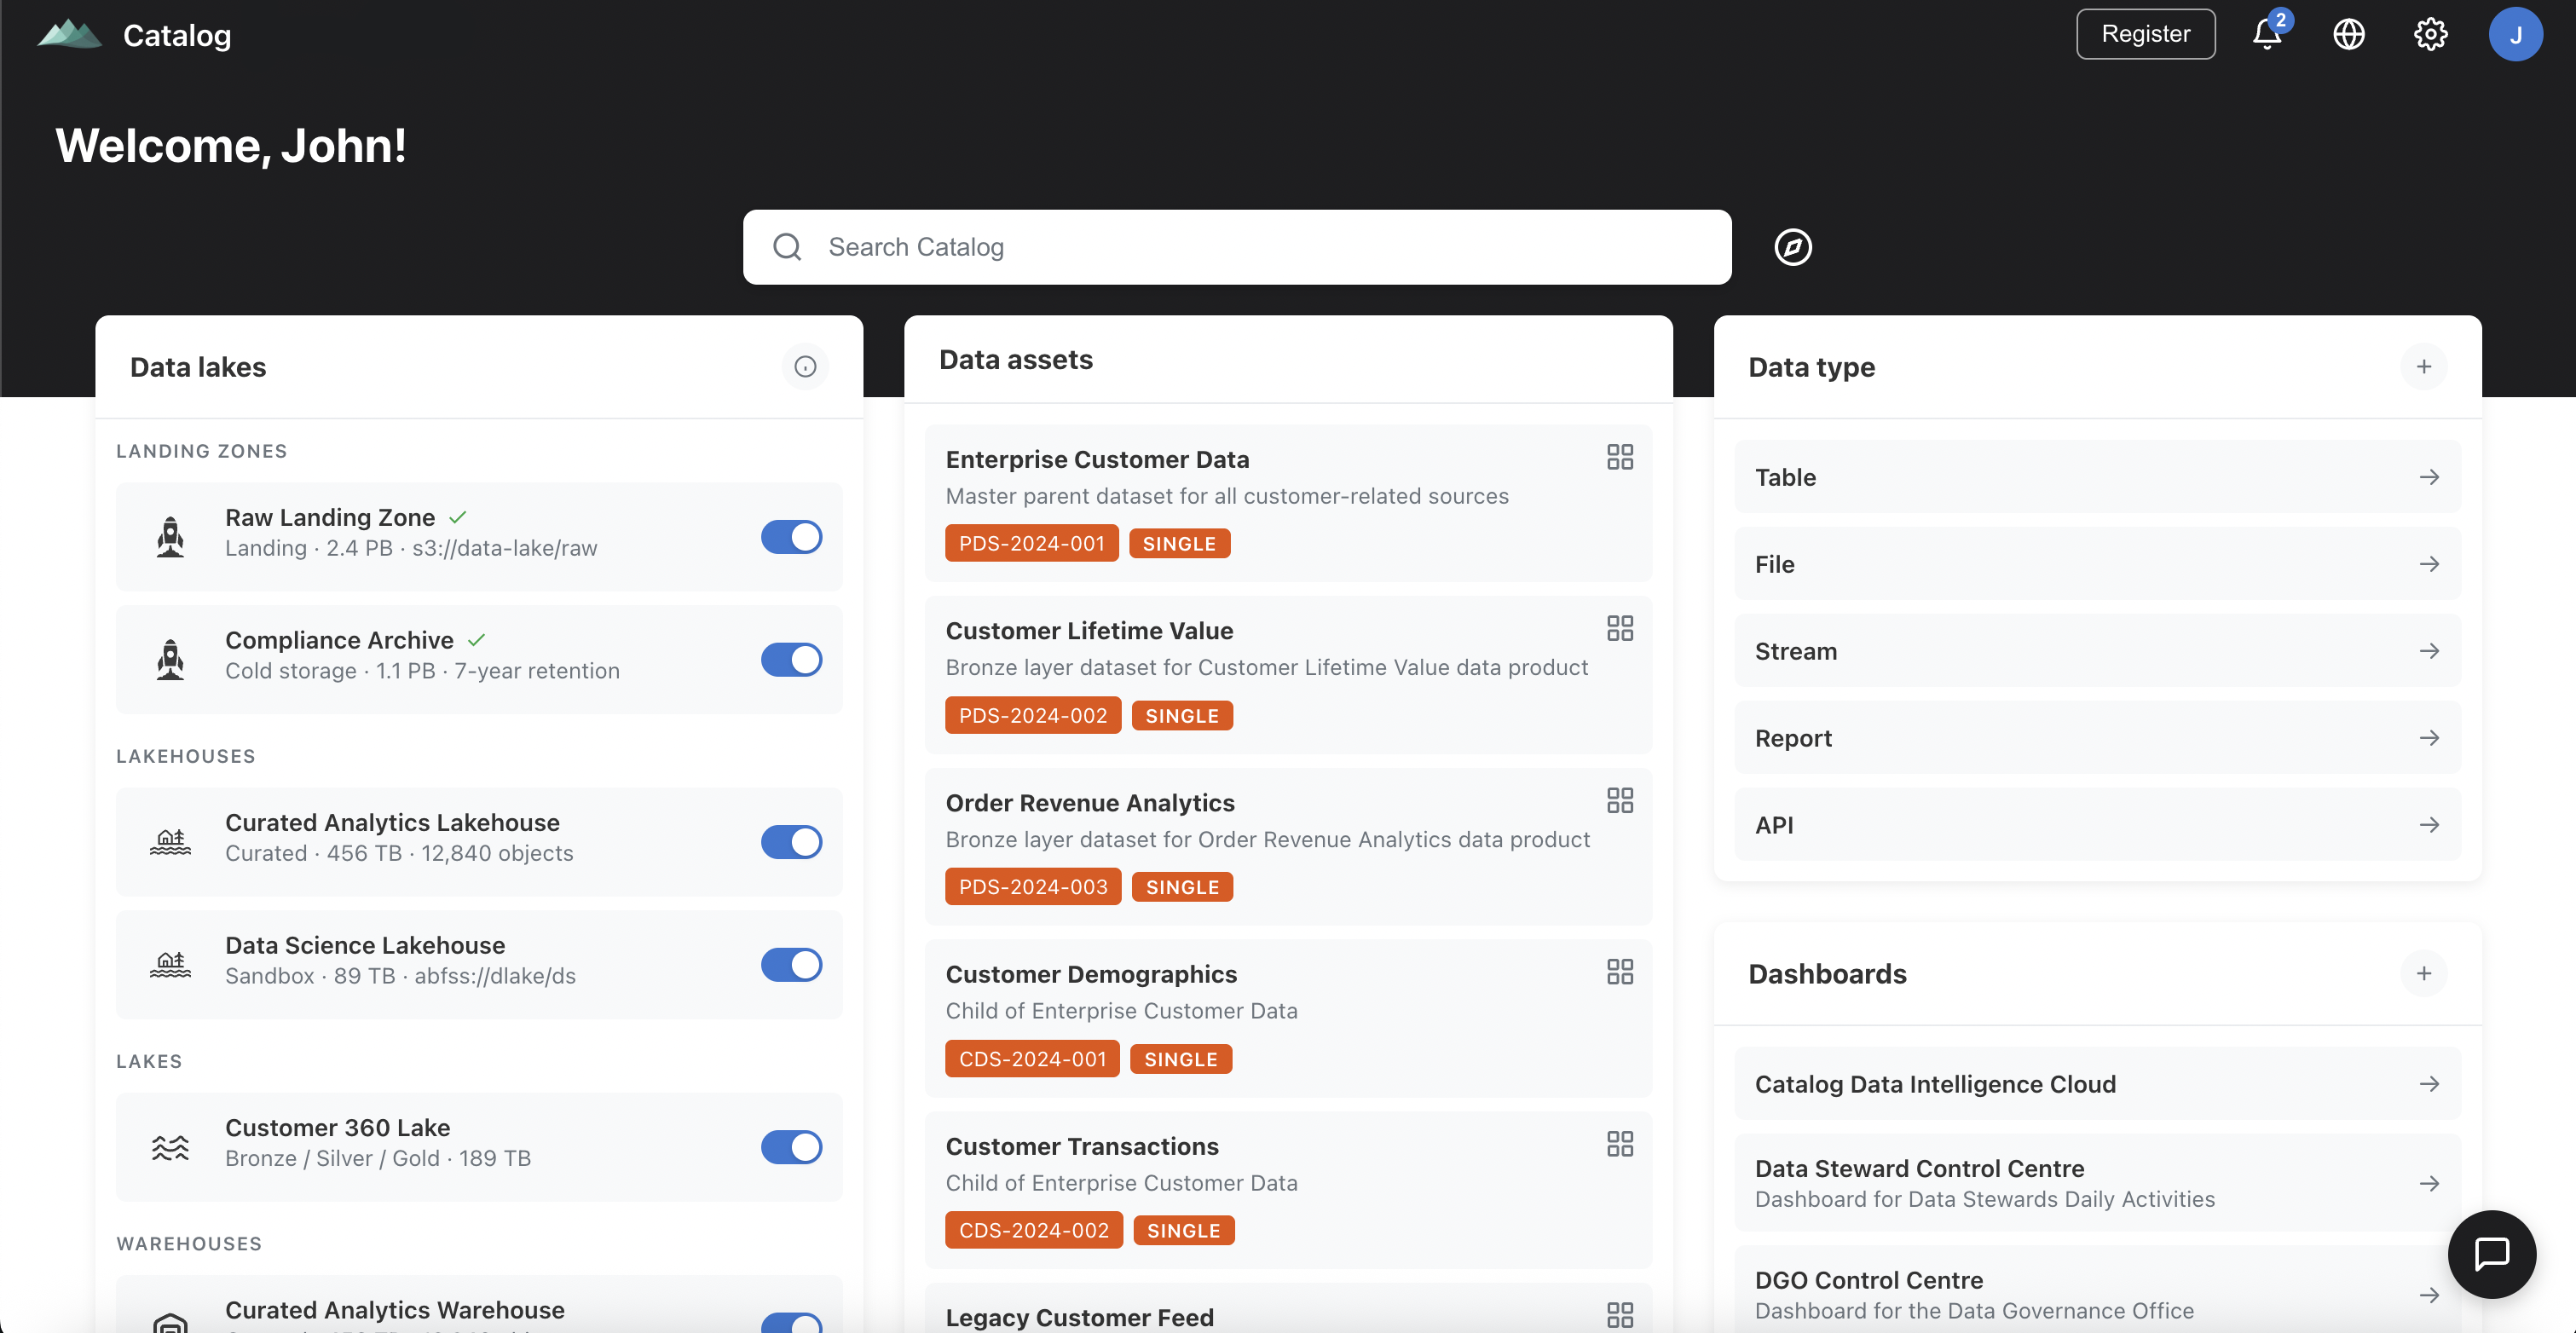 Catalog
Register
2
J
Welcome, John!
Search Catalog
Data lakes
LANDING ZONES
Raw Landing Zone
Landing · 2.4 PB · s3://data-lake/raw
Compliance Archive
Cold storage · 1.1 PB · 7-year retention
LAKEHOUSES
Curated Analytics Lakehouse
Curated · 456 TB · 12,840 objects
Data Science Lakehouse
Sandbox · 89 TB · abfss://dlake/ds
LAKES
Customer 360 Lake
Bronze / Silver / Gold · 189 TB
WAREHOUSES
Curated Analytics Warehouse
Data assets
Enterprise Customer Data
Master parent dataset for all customer-related sources
PDS-2024-001 SINGLE
Customer Lifetime Value
Bronze layer dataset for Customer Lifetime Value data product
PDS-2024-002 SINGLE
Order Revenue Analytics
Bronze layer dataset for Order Revenue Analytics data product
PDS-2024-003 SINGLE
Customer Demographics
Child of Enterprise Customer Data
CDS-2024-001 SINGLE
Customer Transactions
Child of Enterprise Customer Data
CDS-2024-002 SINGLE
Legacy Customer Feed
Data type
Table
File
Stream
Report
API
Dashboards
Catalog Data Intelligence Cloud
Data Steward Control Centre
Dashboard for Data Stewards Daily Activities
DGO Control Centre
Dashboard for the Data Governance Office